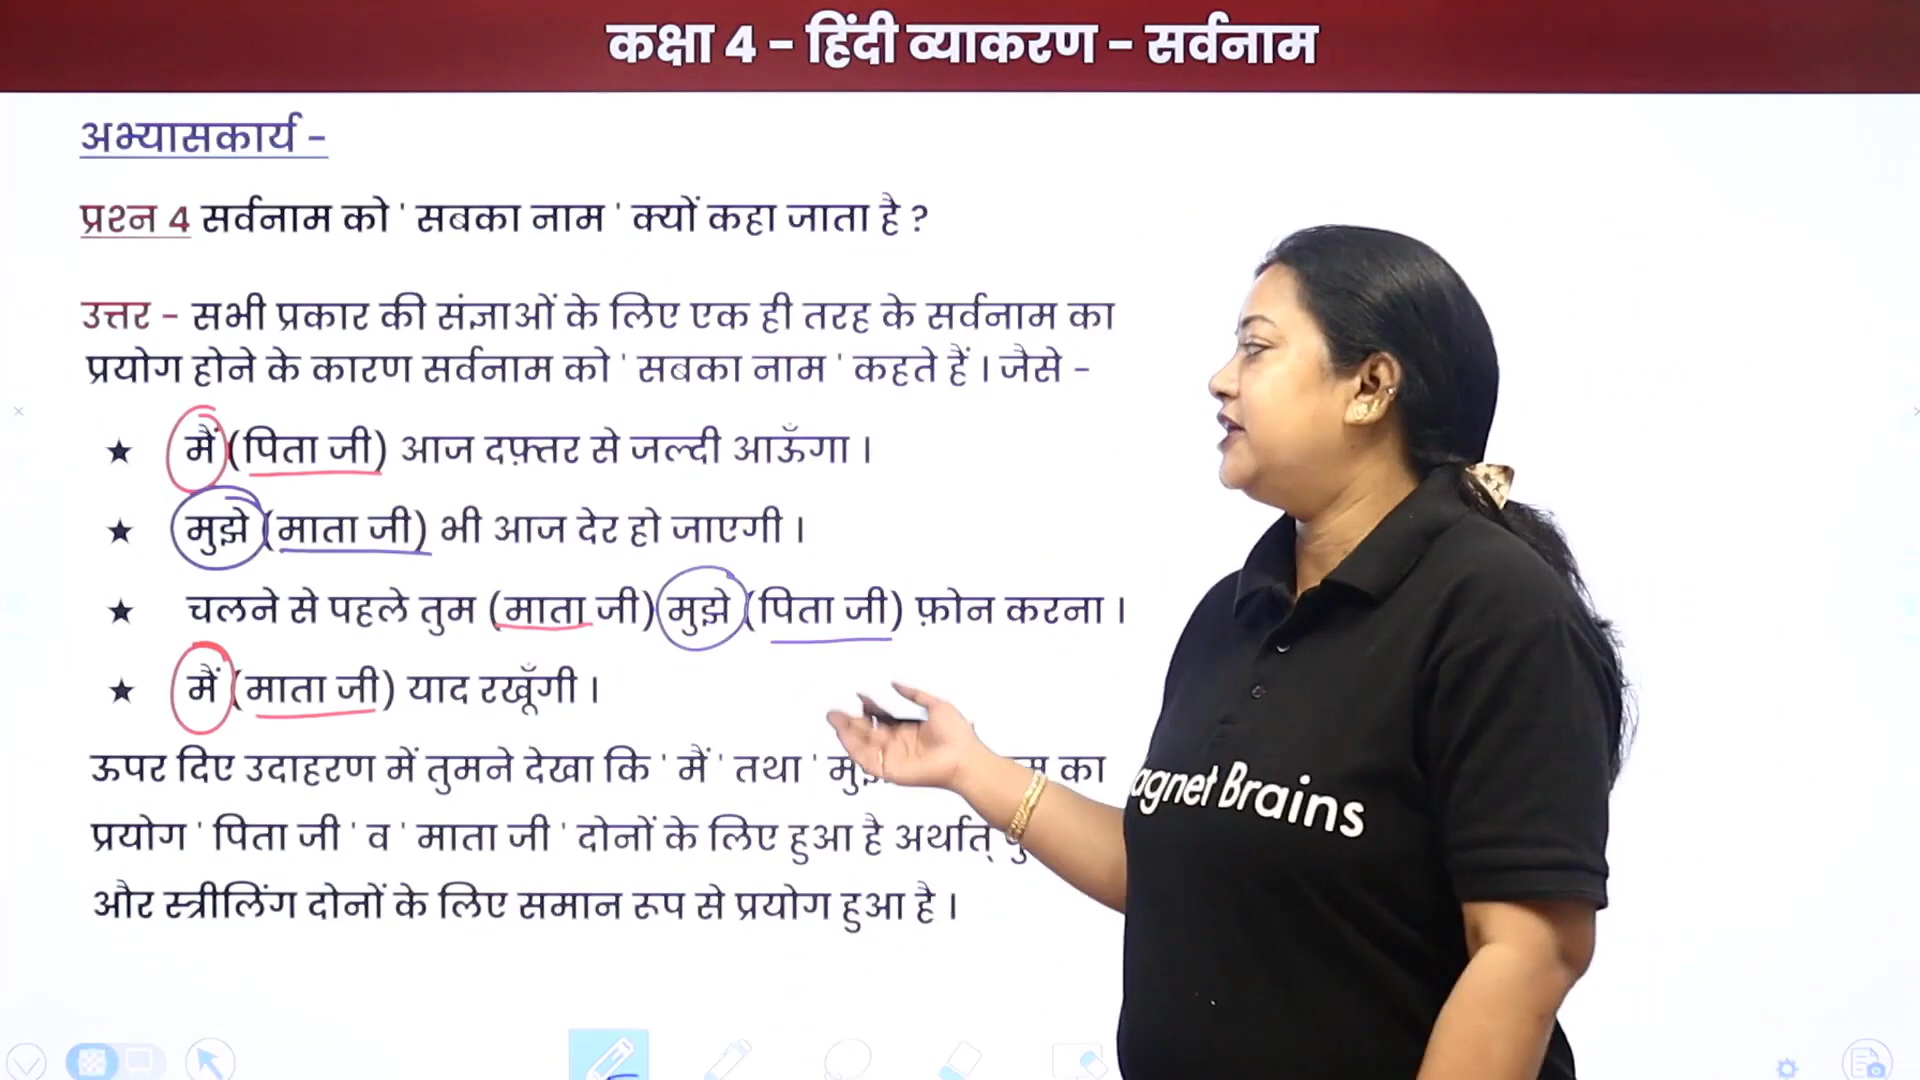 कक्षा 4 - हिंदी व्याकरण - सर्वनाम
अभ्यासकार्य -
प्रश्न 4 सर्वनाम को ' सबका नाम ' क्यों कहा जाता है ?
उत्तर - सभी प्रकार की संज्ञाओं के लिए एक ही तरह के सर्वनाम का
प्रयोग होने के कारण सर्वनाम को ' सबका नाम ' कहते हैं । जैसे -
★ मैं (पिता जी) आज दफ़्तर से जल्दी आऊँगा ।
★ मुझे (माता जी) भी आज देर हो जाएगी ।
★ चलने से पहले तुम (माता जी) मुझे (पिता जी) फ़ोन करना ।
★ मैं (माता जी) याद रखूँगी ।
ऊपर दिए उदाहरण में तुमने देखा कि ' मैं ' तथा ' का
प्रयोग ' पिता जी ' व ' माता जी ' दोनों के लिए हुआ है अर्थात्
और स्त्रीलिंग दोनों के लिए समान रूप से प्रयोग हुआ है ।
agnet Brains